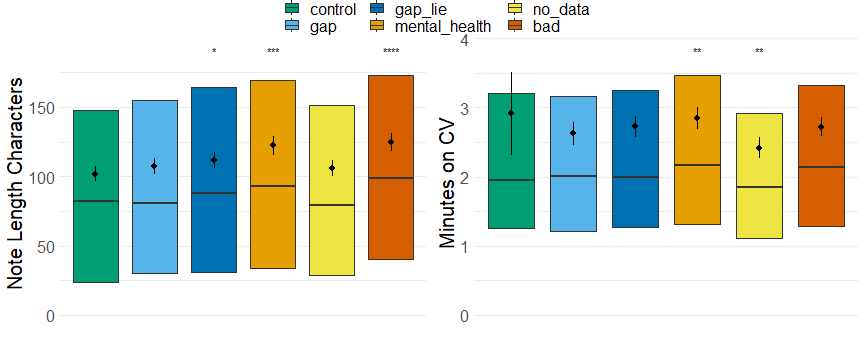 control gap_lie no_data
gap mental_health bad
Note Length Characters
150
100
50
0
* *** ****
Minutes on CV
4
3
2
1
0
** **